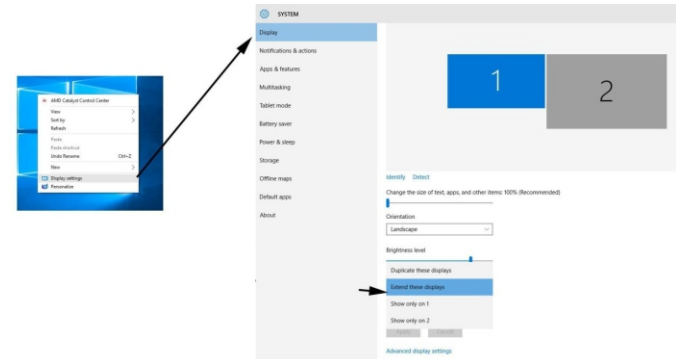 AMD Catalyst Control Center
View
Sort by
Refresh
Paste
Paste shortcut
Undo Rename Ctrl+Z
New
Display settings
Personalize
SYSTEM
Display
Notifications & actions
Apps & features
Multitasking
Tablet mode
Battery saver
Power & sleep
Storage
Offline maps
Default apps
About
1
2
Identify Detect
Change the size of text, apps, and other items: 100% (Recommended)
Orientation
Landscape
Brightness level
Duplicate these displays
Extend these displays
Show only on 1
Show only on 2
Apply Cancel
Advanced display settings